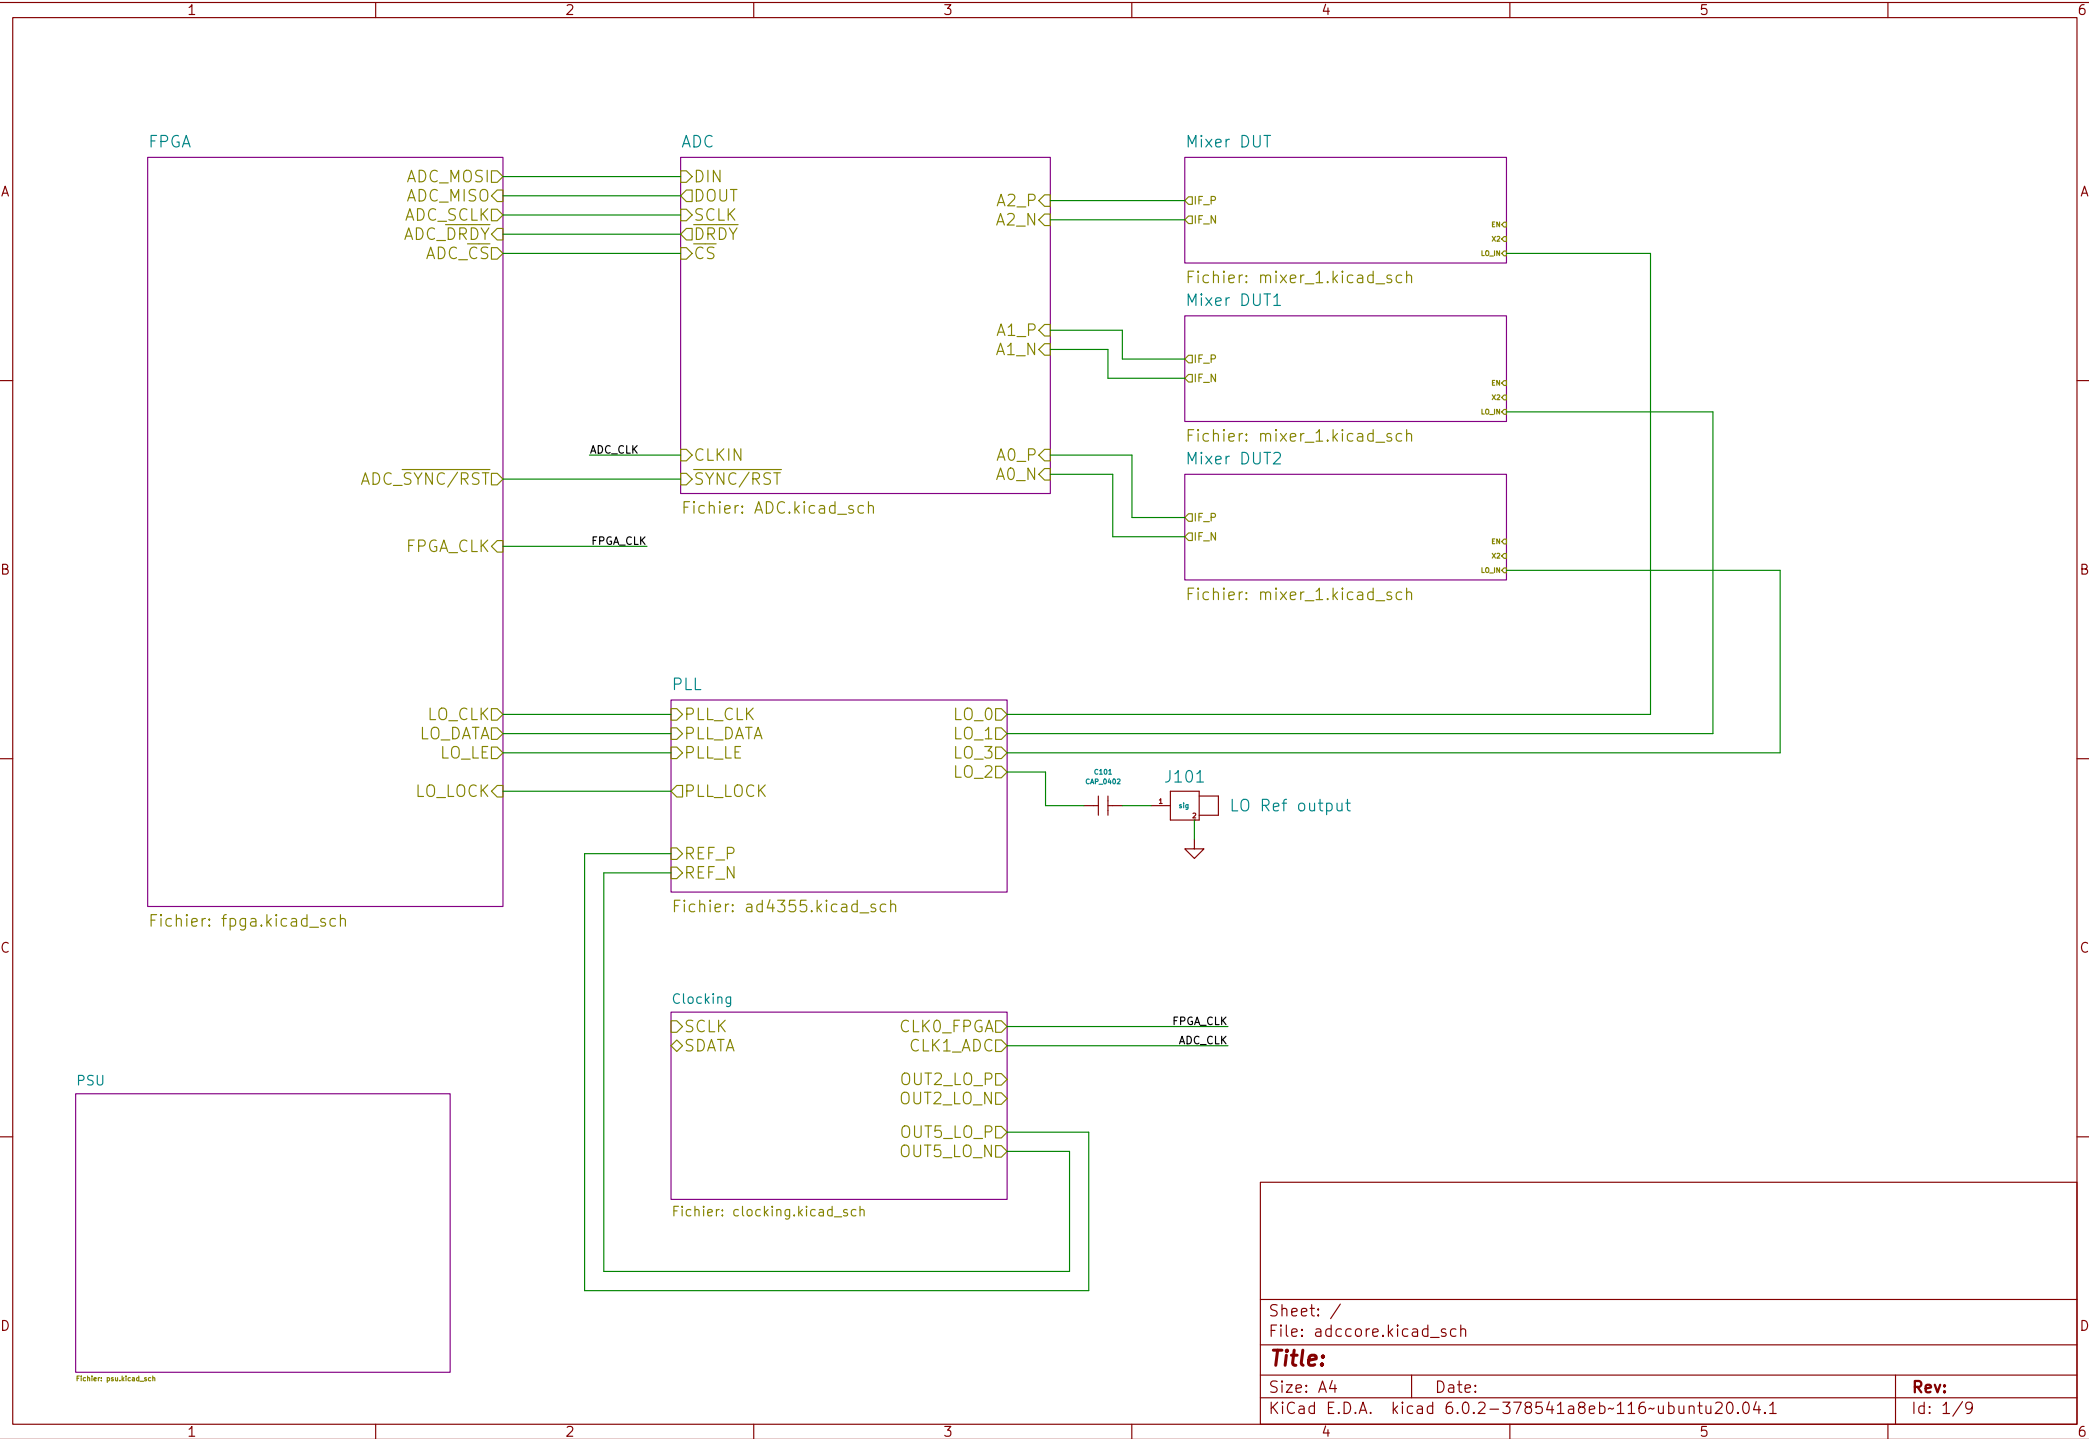 1 2 3 4 5 6
A A
B B
C C
D D
1 2 3 4 5 6
FPGA
ADC_MOSI
ADC_MISO
ADC_SCLK
ADC_DRDY
ADC_CS
ADC_SYNC/RST
FPGA_CLK
FPGA_CLK
LO_CLK
LO_DATA
LO_LE
LO_LOCK
Fichier: fpga.kicad_sch
ADC
DIN
DOUT
SCLK
DRDY
CS
ADC_CLK
CLKIN
SYNC/RST
A2_P
A2_N
A1_P
A1_N
A0_P
A0_N
Fichier: ADC.kicad_sch
Mixer DUT
IF_P
IF_N
EN
X2
LO_IN
Fichier: mixer_1.kicad_sch
Mixer DUT1
IF_P
IF_N
EN
X2
LO_IN
Fichier: mixer_1.kicad_sch
Mixer DUT2
IF_P
IF_N
EN
X2
LO_IN
Fichier: mixer_1.kicad_sch
PLL
PLL_CLK
PLL_DATA
PLL_LE
PLL_LOCK
REF_P
REF_N
LO_0
LO_1
LO_3
LO_2
Fichier: ad4355.kicad_sch
C101
CAP_0402
J101
1
sig
2
LO Ref output
Clocking
SCLK
SDATA
CLK0_FPGA
CLK1_ADC
OUT2_LO_P
OUT2_LO_N
OUT5_LO_P
OUT5_LO_N
FPGA_CLK
ADC_CLK
Fichier: clocking.kicad_sch
PSU
Fichier: psu.kicad_sch
Sheet: /
File: adccore.kicad_sch
Title:
Size: A4 Date: Rev:
KiCad E.D.A. kicad 6.0.2-378541a8eb~116~ubuntu20.04.1 Id: 1/9